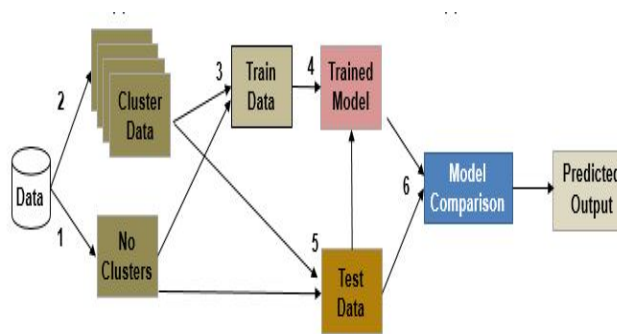 2
Cluster
Data
3
Train
Data
4
Trained
Model
Data
1
No
Clusters
5
Test
Data
6
Model
Comparison
Predicted
Output